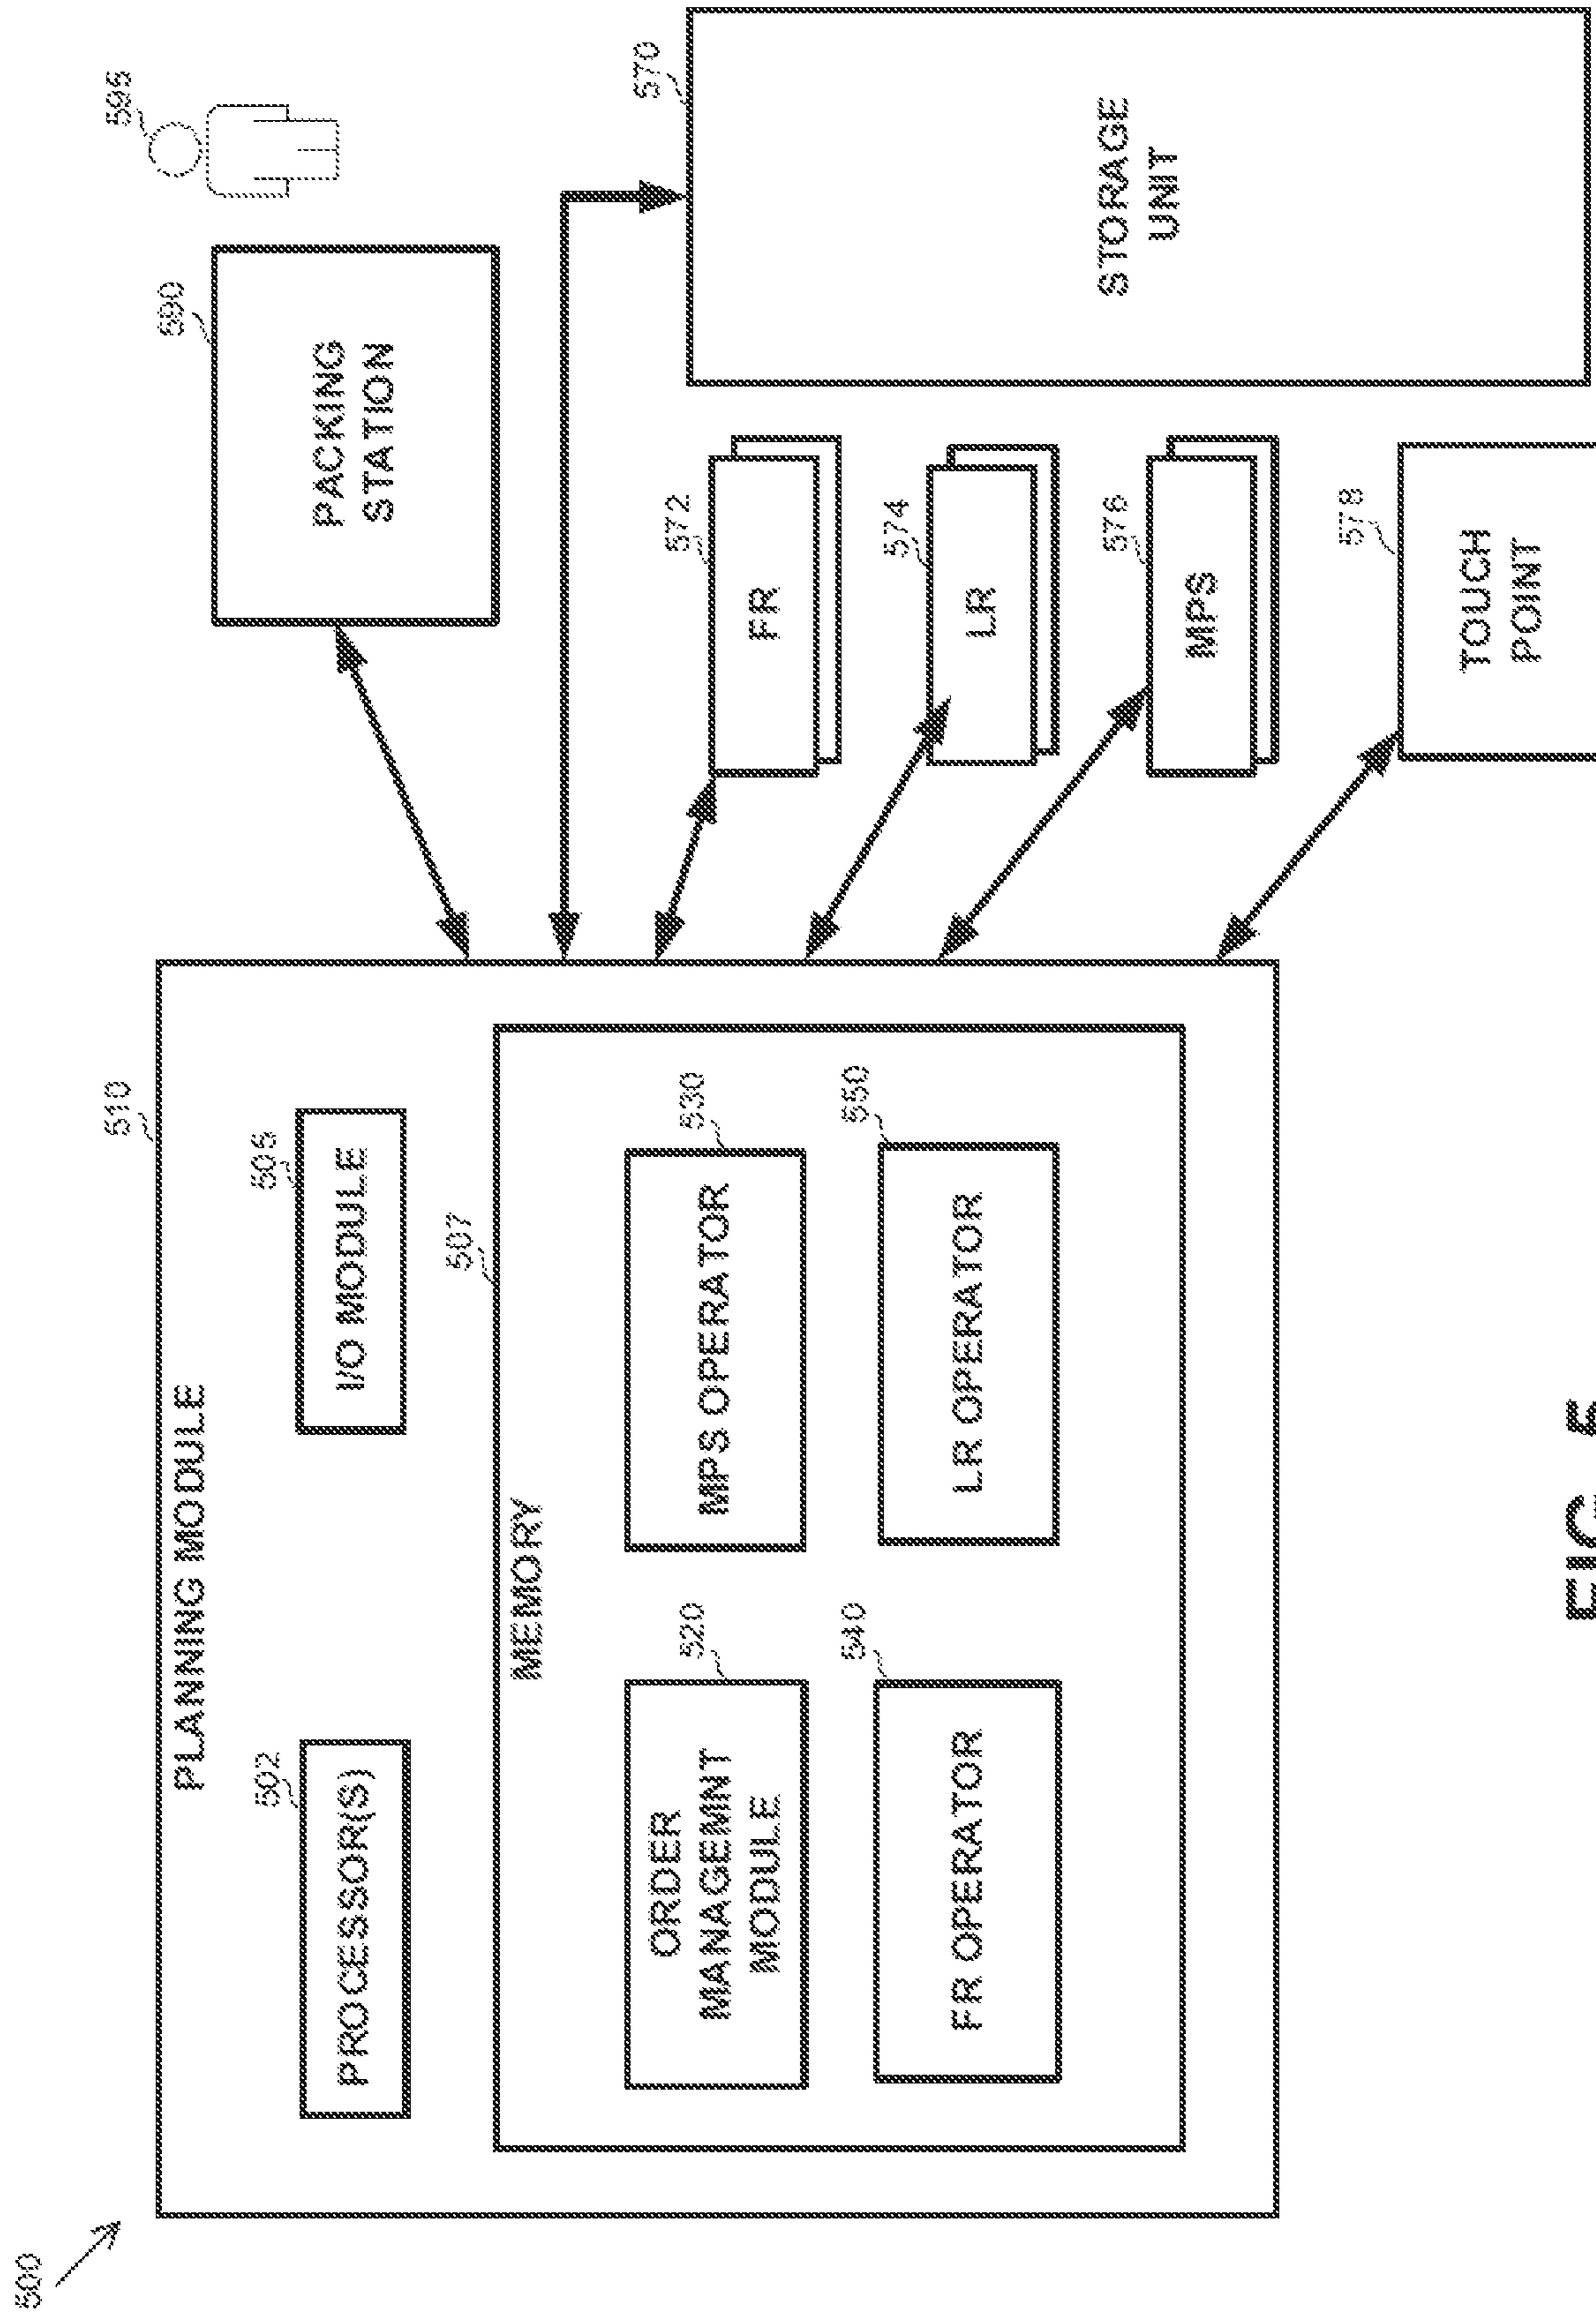 500
510
PLANNING MODULE
502
PROCESSOR(S)
505
I/O MODULE
507
MEMORY
520
ORDER
MANAGEMNT
MODULE
530
MPS OPERATOR
540
FR OPERATOR
550
LR OPERATOR
590
PACKING
STATION
595
572
FR
574
LR
576
MPS
578
TOUCH
POINT
570
STORAGE
UNIT
FIG. 5